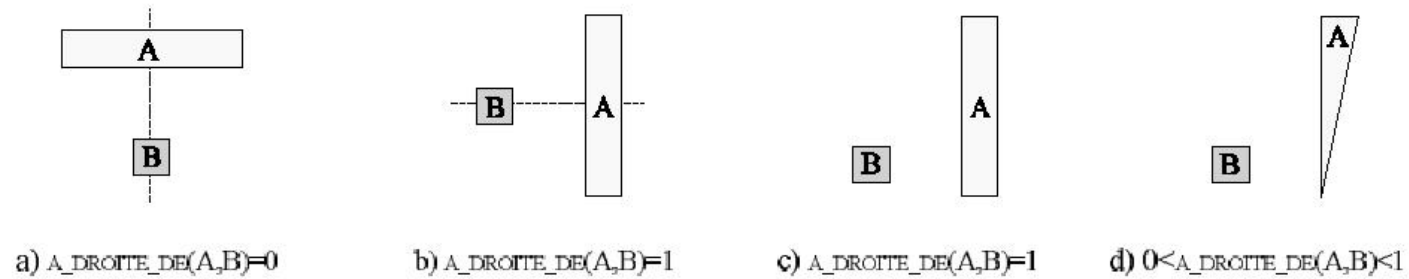 A
B
B
A
B
A
B
A
a) A_DROITE_DE(A,B)=0
b) A_DROITE_DE(A,B)=1
c) A_DROITE_DE(A,B)=1
d) 0<A_DROITE_DE(A,B)<1